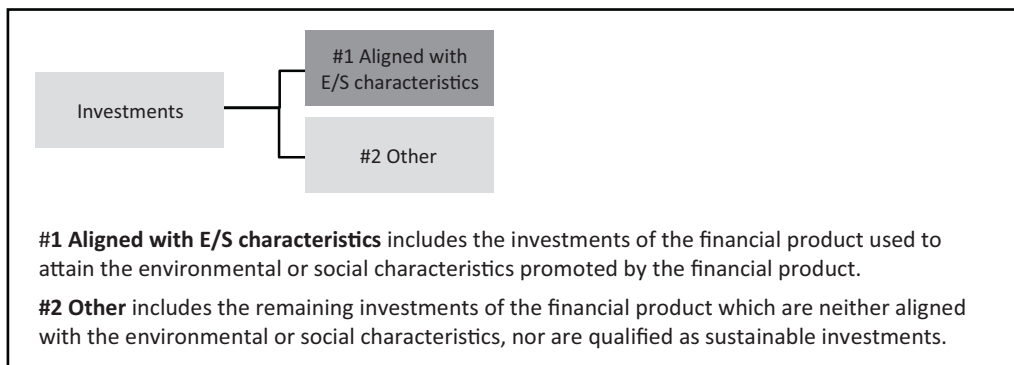 #1 Aligned with
E/S characteristics
Investments
#2 Other
#1 Aligned with E/S characteristics includes the investments of the financial product used to
attain the environmental or social characteristics promoted by the financial product.
#2 Other includes the remaining investments of the financial product which are neither aligned
with the environmental or social characteristics, nor are qualified as sustainable investments.